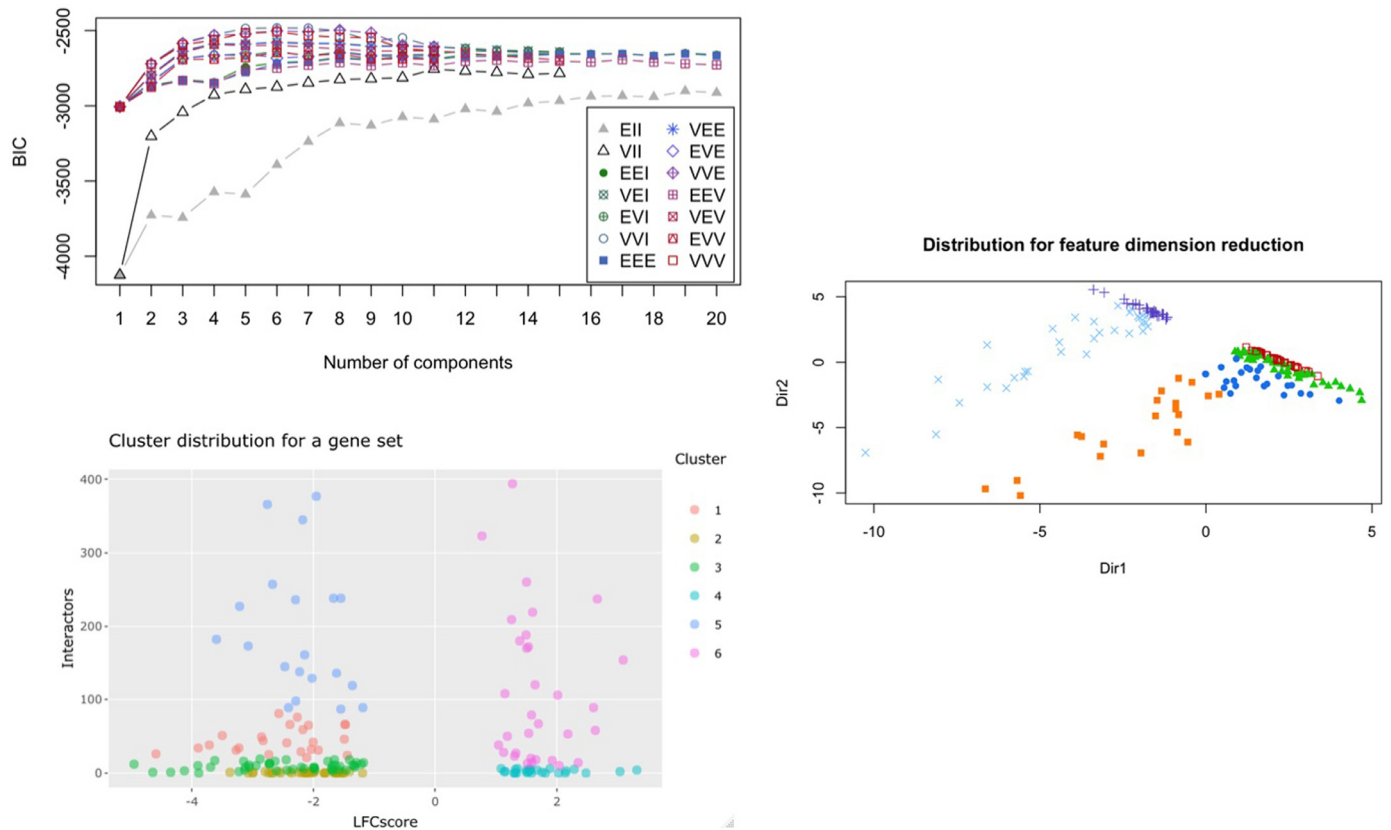 -2500
-3000
-3500
-4000
BIC
EII VEE
VII EVE
EEI VVE
VEI EEV
EVI VEV
VVI EVV
EEE VVV
1 2 3 4 5 6 7 8 9 10 12 14 16 18 20
Number of components
Distribution for feature dimension reduction
5
0
-5
-10
Dir2
-10 -5 0 5
Dir1
Cluster distribution for a gene set
Cluster
1
2
3
4
5
6
400
300
200
100
0
Interactors
-4 -2 0 2
LFCscore